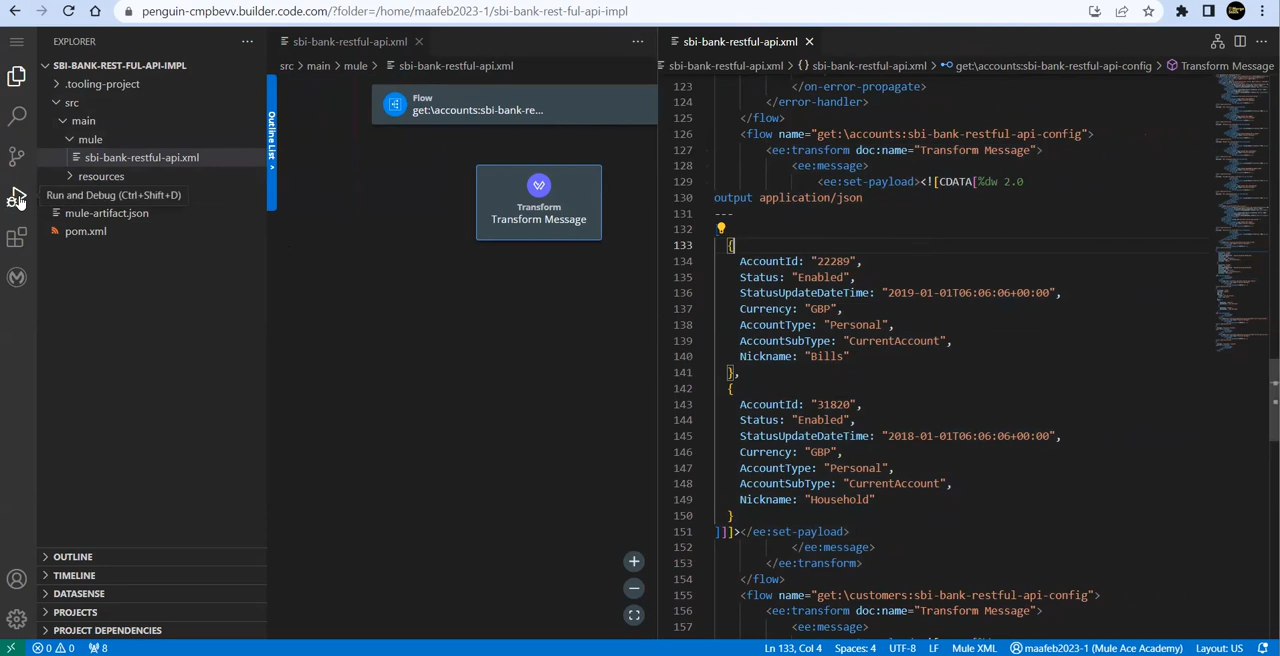 penguin-cmpbevv.builder.code.com/?folder=/home/maafeb2023-1/sbi-bank-rest-ful-api-impl
EXPLORER
SBI-BANK-REST-FUL-API-IMPL
.tooling-project
src
main
mule
sbi-bank-restful-api.xml
resources
Run and Debug (Ctrl+Shift+D)
mule-artifact.json
pom.xml
OUTLINE
TIMELINE
DATASENSE
PROJECTS
PROJECT DEPENDENCIES
sbi-bank-restful-api.xml
src > main > mule > sbi-bank-restful-api.xml
Outline List >
Flow
get:\accounts:sbi-bank-re...
Transform
Transform Message
sbi-bank-restful-api.xml
sbi-bank-restful-api.xml > {} sbi-bank-restful-api.xml > get:\accounts:sbi-bank-restful-api-config > Transform Message
123 </on-error-propagate>
124 </error-handler>
125 </flow>
126 <flow name="get:\accounts:sbi-bank-restful-api-config">
127 <ee:transform doc:name="Transform Message">
128 <ee:message>
129 <ee:set-payload><![CDATA[%dw 2.0
130 output application/json
131 ---
132
133 {
134 AccountId: "22289",
135 Status: "Enabled",
136 StatusUpdateDateTime: "2019-01-01T06:06:06+00:00",
137 Currency: "GBP",
138 AccountType: "Personal",
139 AccountSubType: "CurrentAccount",
140 Nickname: "Bills"
141 },
142 {
143 AccountId: "31820",
144 Status: "Enabled",
145 StatusUpdateDateTime: "2018-01-01T06:06:06+00:00",
146 Currency: "GBP",
147 AccountType: "Personal",
148 AccountSubType: "CurrentAccount",
149 Nickname: "Household"
150 }
151 ]]]></ee:set-payload>
152 </ee:message>
153 </ee:transform>
154 </flow>
155 <flow name="get:\customers:sbi-bank-restful-api-config">
156 <ee:transform doc:name="Transform Message">
157 <ee:message>
0 0 8 Ln 133, Col 4 Spaces: 4 UTF-8 LF Mule XML maafeb2023-1 (Mule Ace Academy) Layout: US